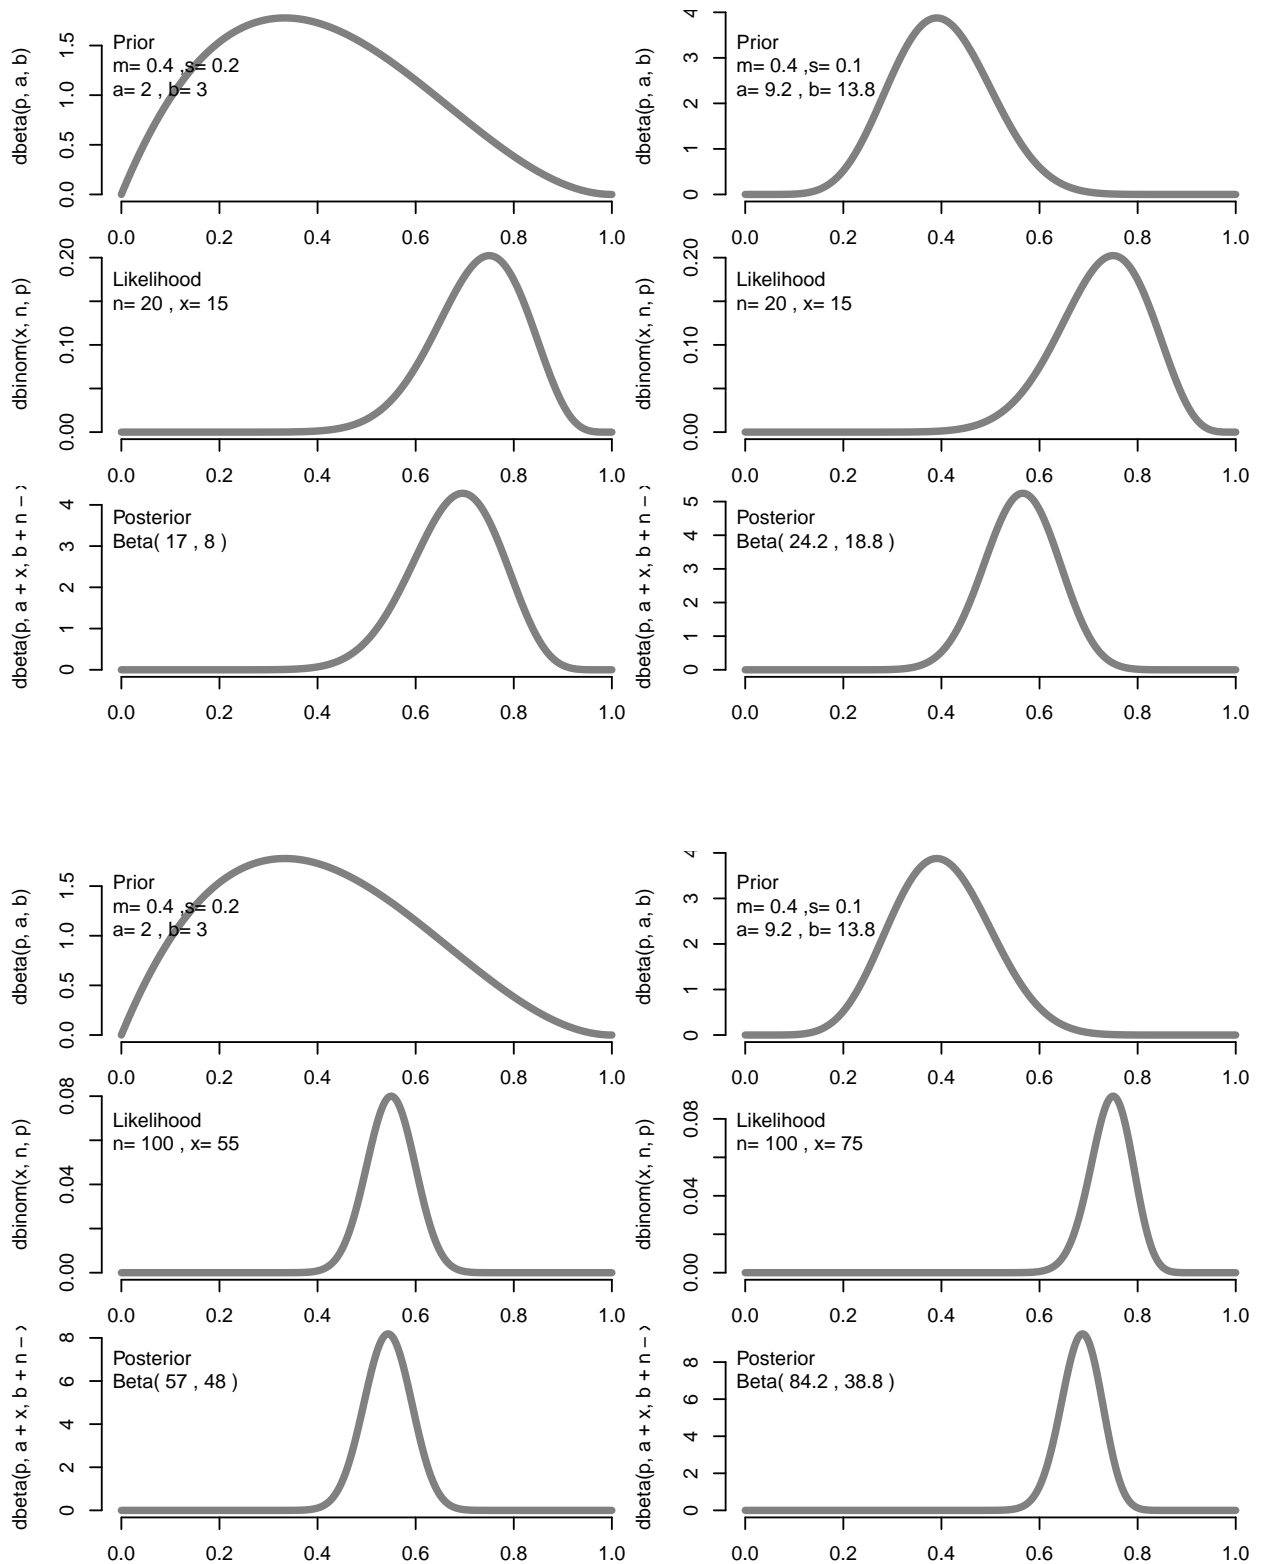 dbeta(p, a, b)
0.0 0.5 1.0 1.5
Prior
m= 0.4 ,s= 0.2
a= 2 , b= 3
0.0 0.2 0.4 0.6 0.8 1.0
dbeta(p, a, b)
0 1 2 3 4
Prior
m= 0.4 ,s= 0.1
a= 9.2 , b= 13.8
0.0 0.2 0.4 0.6 0.8 1.0
dbinom(x, n, p)
0.00 0.10 0.20
Likelihood
n= 20 , x= 15
0.0 0.2 0.4 0.6 0.8 1.0
dbinom(x, n, p)
0.00 0.10 0.20
Likelihood
n= 20 , x= 15
0.0 0.2 0.4 0.6 0.8 1.0
dbeta(p, a + x, b + n −
0 1 2 3 4
Posterior
Beta( 17 , 8 )
0.0 0.2 0.4 0.6 0.8 1.0
dbeta(p, a + x, b + n −
0 1 2 3 4 5
Posterior
Beta( 24.2 , 18.8 )
0.0 0.2 0.4 0.6 0.8 1.0
dbeta(p, a, b)
0.0 0.5 1.0 1.5
Prior
m= 0.4 ,s= 0.2
a= 2 , b= 3
0.0 0.2 0.4 0.6 0.8 1.0
dbeta(p, a, b)
0 1 2 3 4
Prior
m= 0.4 ,s= 0.1
a= 9.2 , b= 13.8
0.0 0.2 0.4 0.6 0.8 1.0
dbinom(x, n, p)
0.00 0.04 0.08
Likelihood
n= 100 , x= 55
0.0 0.2 0.4 0.6 0.8 1.0
dbinom(x, n, p)
0.00 0.04 0.08
Likelihood
n= 100 , x= 75
0.0 0.2 0.4 0.6 0.8 1.0
dbeta(p, a + x, b + n −
0 2 4 6 8
Posterior
Beta( 57 , 48 )
0.0 0.2 0.4 0.6 0.8 1.0
dbeta(p, a + x, b + n −
0 2 4 6 8
Posterior
Beta( 84.2 , 38.8 )
0.0 0.2 0.4 0.6 0.8 1.0